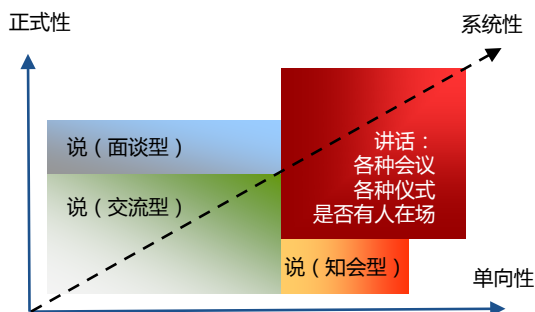 正式性
系统性
说（面谈型）
讲话：
各种会议
各种仪式
是否有人在场
说（交流型）
说（知会型）
单向性